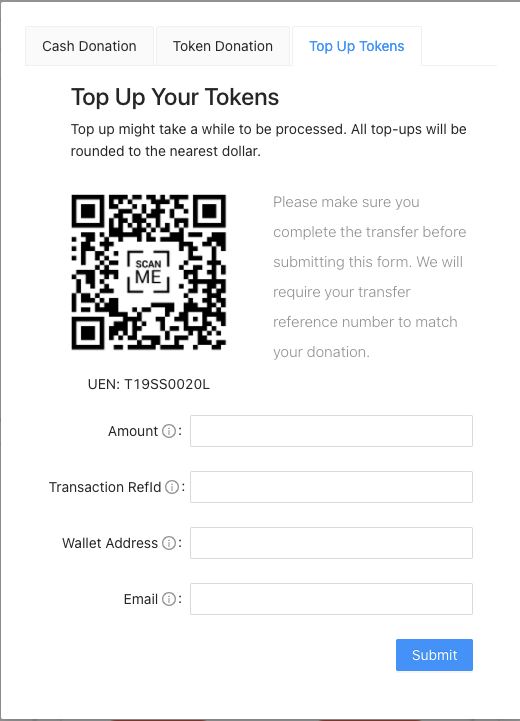 Cash Donation
Token Donation
Top Up Tokens
Top Up Your Tokens
Top up might take a while to be processed. All top-ups will be
rounded to the nearest dollar.
SCAN
ME
Please make sure you
complete the transfer before
submitting this form. We will
require your transfer
reference number to match
your donation.
UEN: T19SS0020L
Amount ⓘ :
Transaction RefId ⓘ :
Wallet Address ⓘ :
Email ⓘ :
Submit